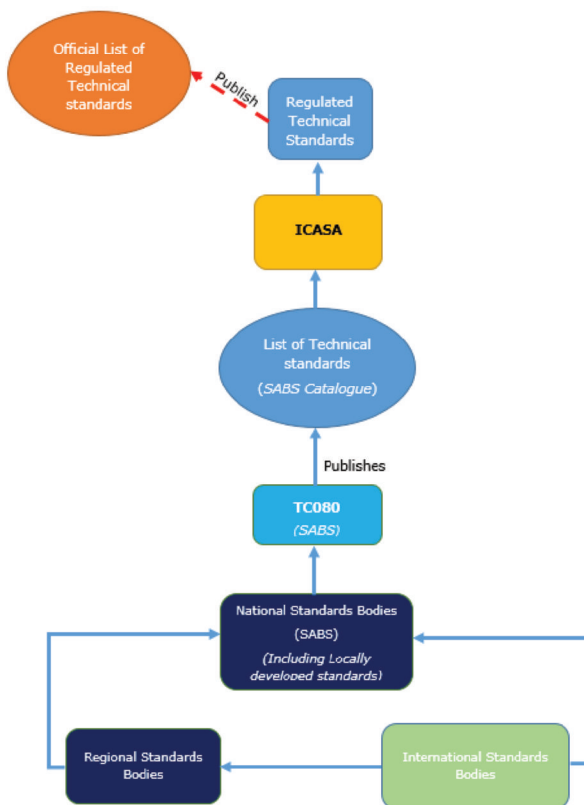 Official List of
Regulated
Technical
standards
Publish
Regulated
Technical
Standards
ICASA
List of Technical
standards
(SABS Catalogue)
Publishes
TC080
(SABS)
National Standards Bodies
(SABS)
(Including Locally
developed standards)
Regional Standards
Bodies
International Standards
Bodies